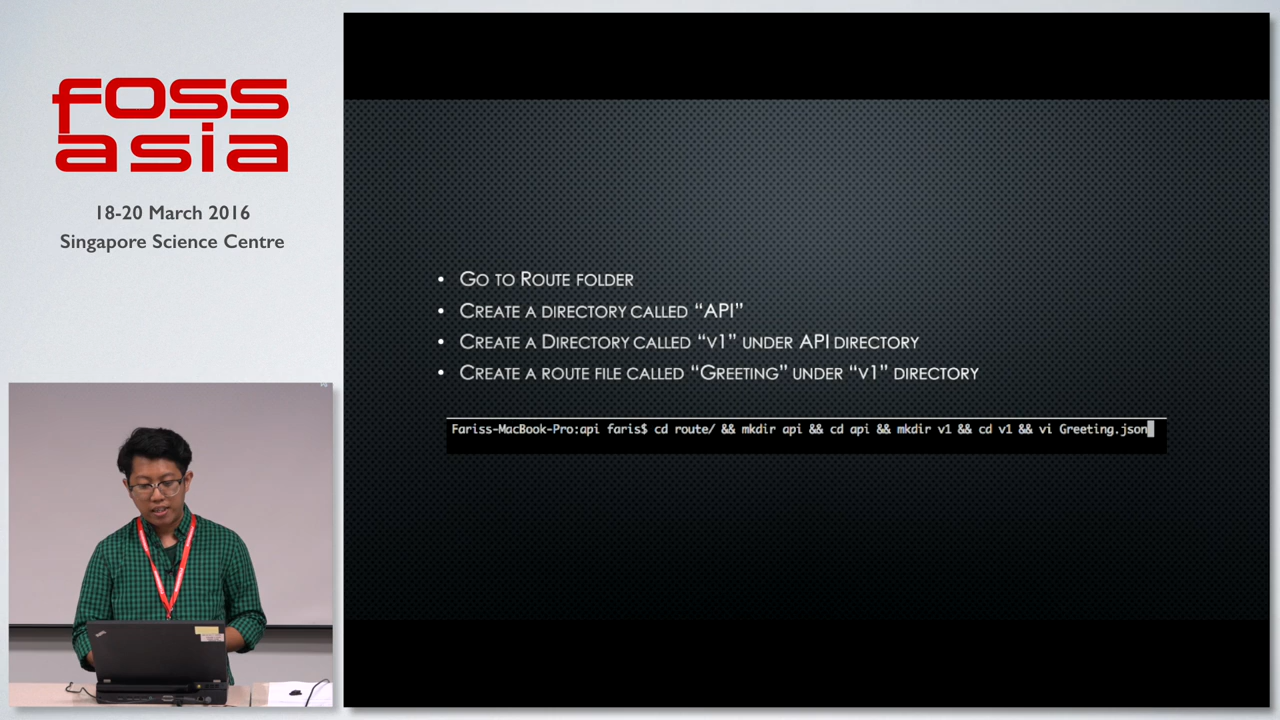 foss
asia
18-20 March 2016
Singapore Science Centre
• Go to Route folder
• Create a directory called “API”
• Create a Directory called “v1” under API directory
• Create a route file called “Greeting” under “v1” directory
Fariss-MacBook-Pro:api faris$ cd route/ && mkdir api && cd api && mkdir v1 && cd v1 && vi Greeting.json